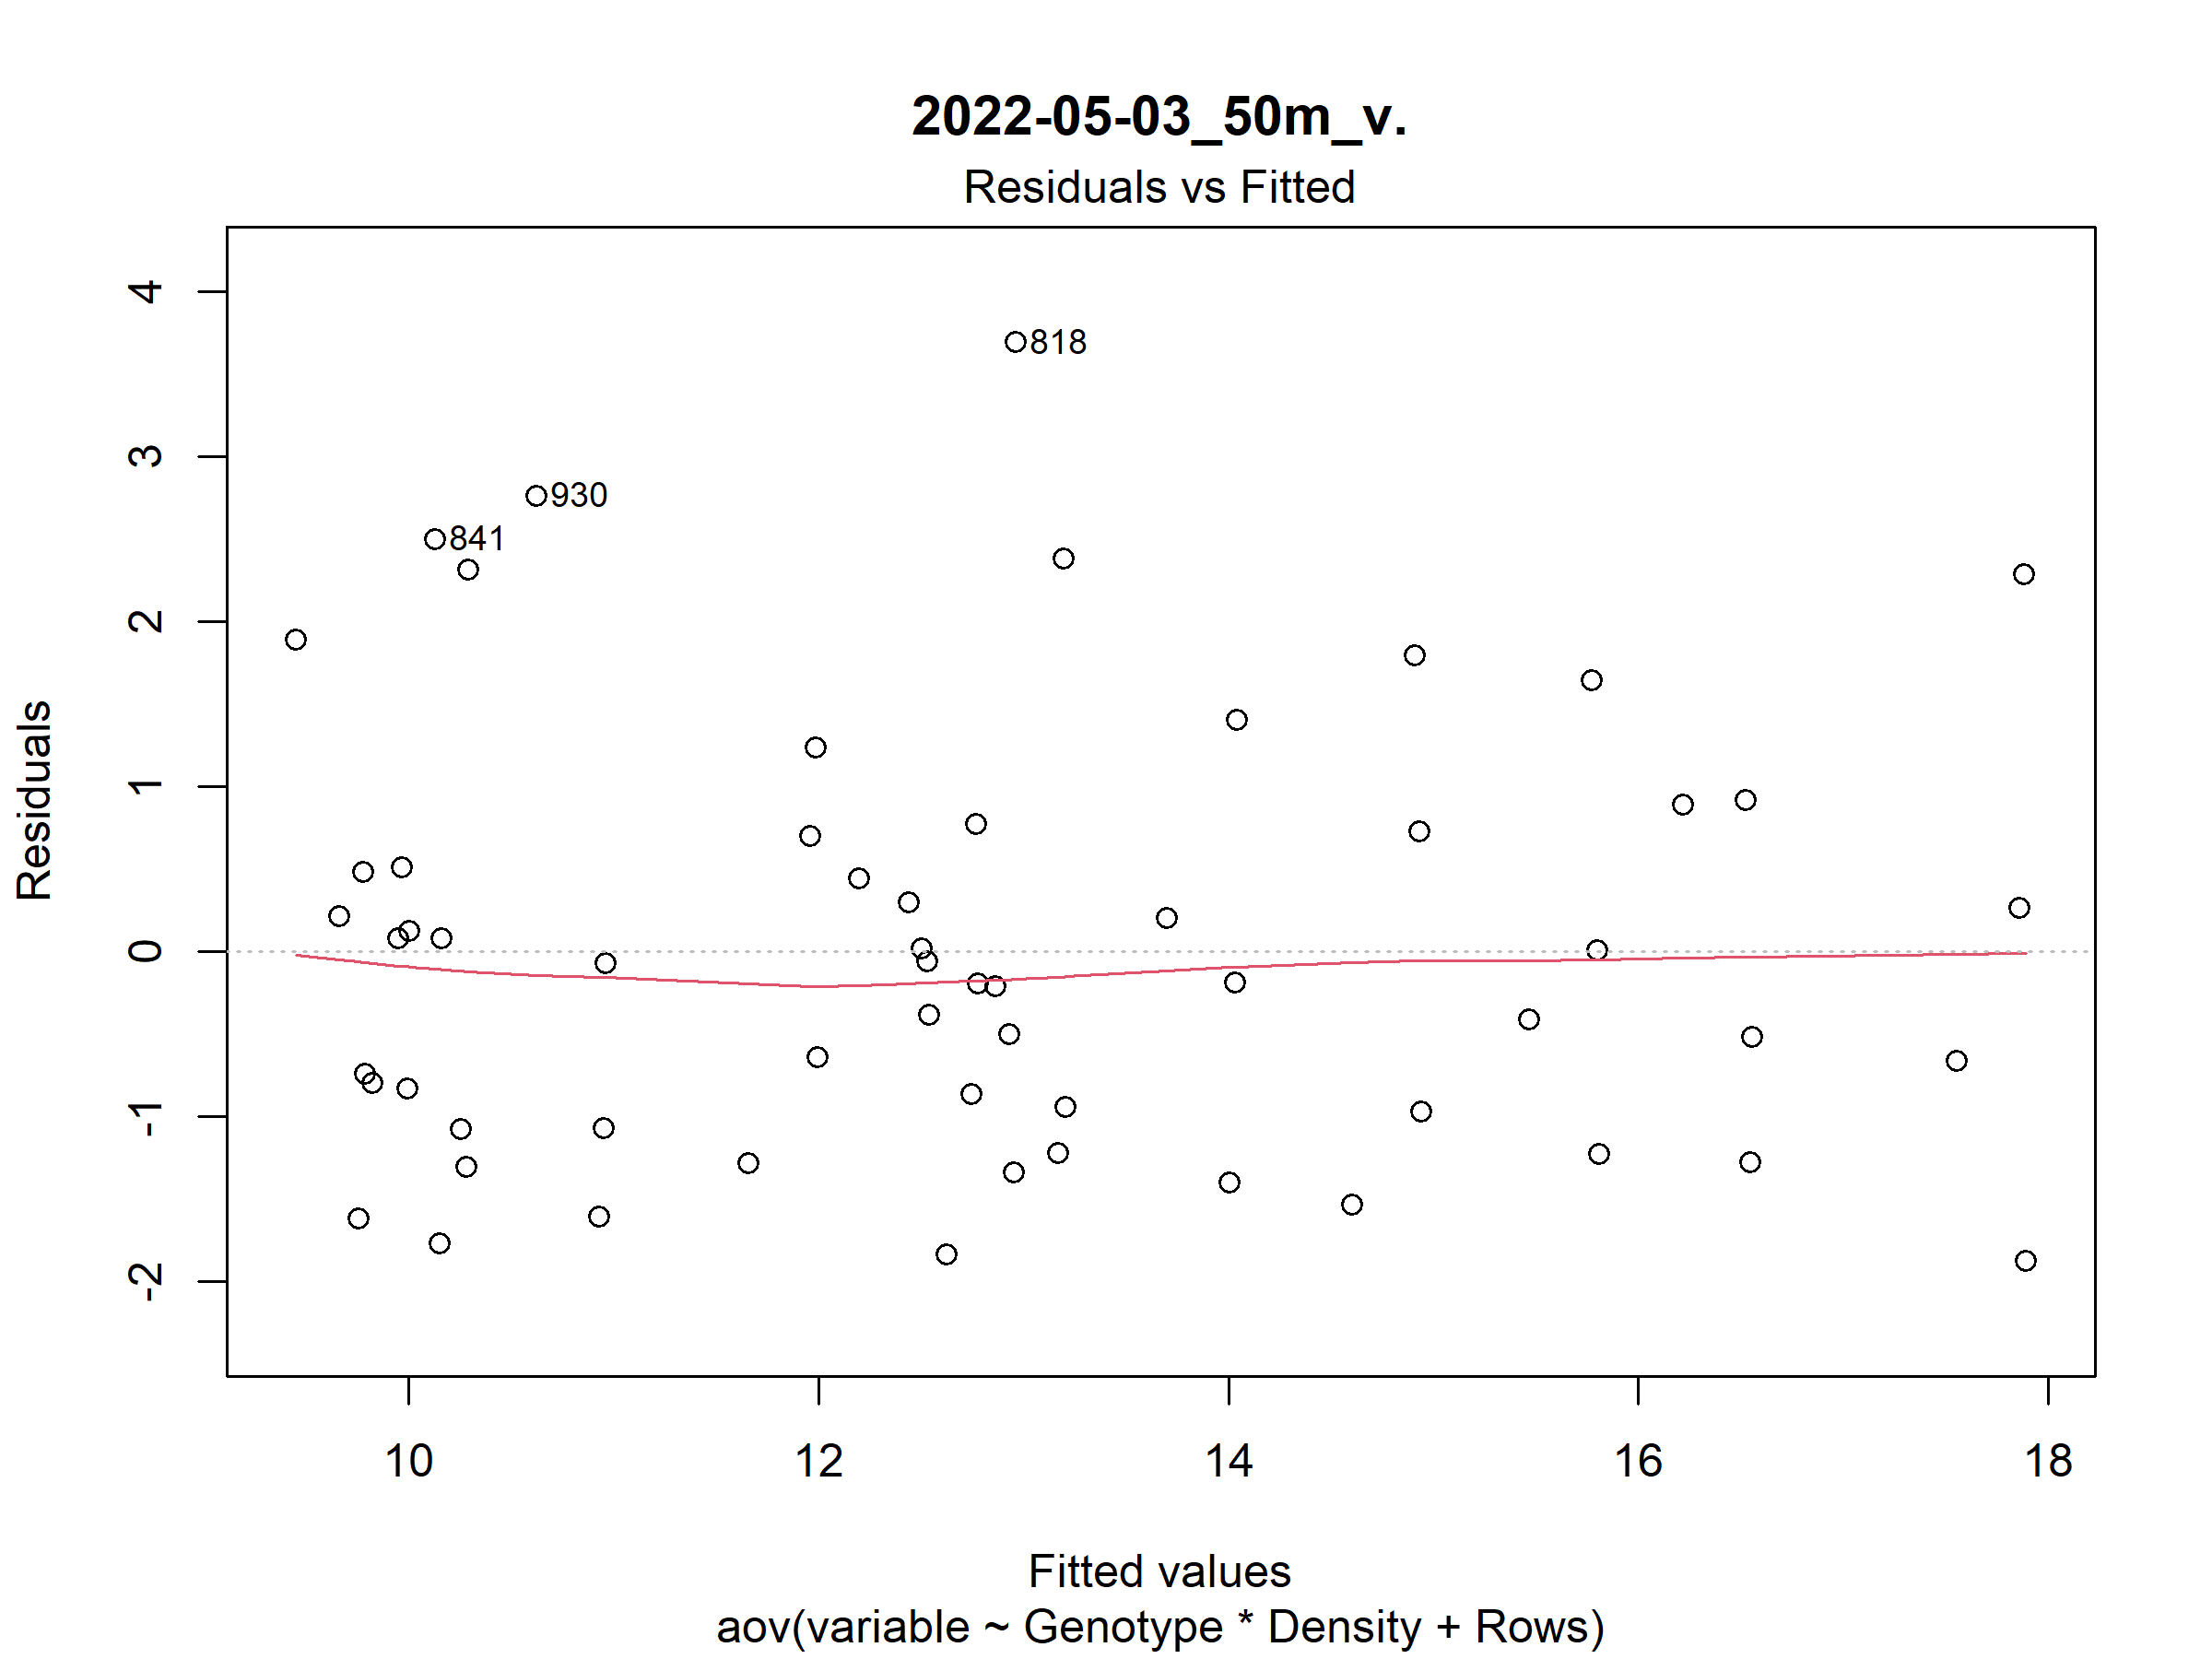 2022-05-03_50m_v.
Residuals vs Fitted
4
3
2
1
0
-1
-2
Residuals
818
930
841
10 12 14 16 18
Fitted values
aov(variable ~ Genotype * Density + Rows)